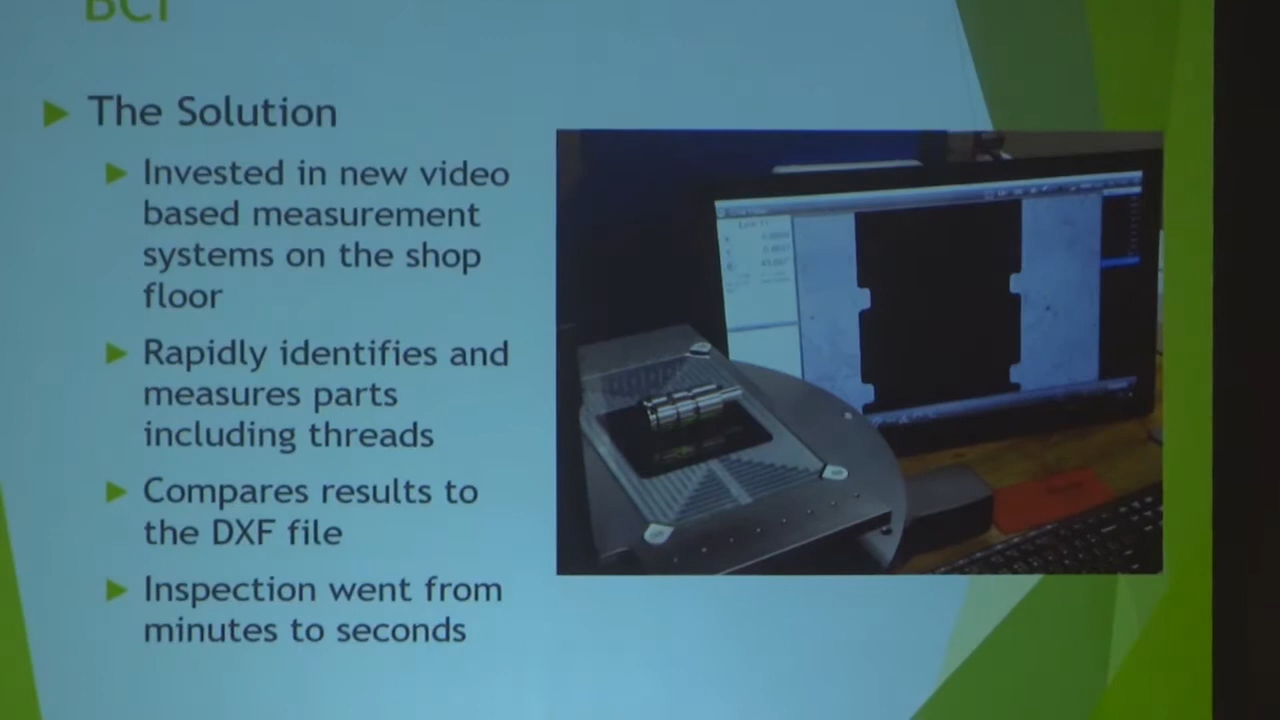 BCI
The Solution
Invested in new video
based measurement
systems on the shop
floor
Rapidly identifies and
measures parts
including threads
Compares results to
the DXF file
Inspection went from
minutes to seconds